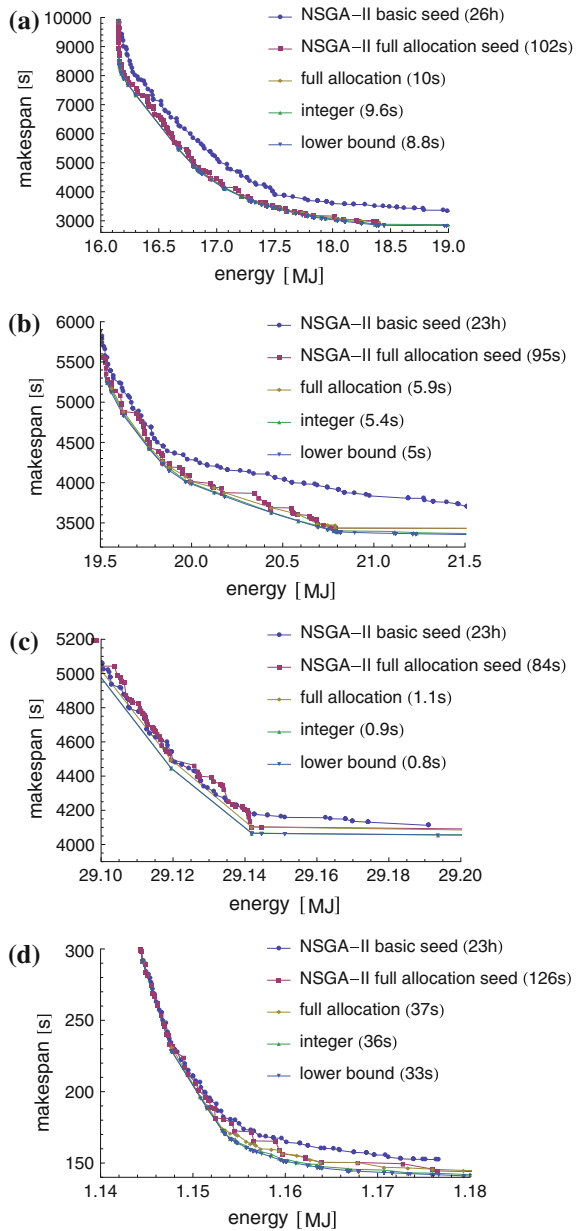 (a)
NSGA–II basic seed (26h)
NSGA–II full allocation seed (102s)
full allocation (10s)
integer (9.6s)
lower bound (8.8s)
makespan [s]
10000
9000
8000
7000
6000
5000
4000
3000
16.0 16.5 17.0 17.5 18.0 18.5 19.0
energy [MJ]
(b)
NSGA–II basic seed (23h)
NSGA–II full allocation seed (95s)
full allocation (5.9s)
integer (5.4s)
lower bound (5s)
makespan [s]
6000
5500
5000
4500
4000
3500
19.5 20.0 20.5 21.0 21.5
energy [MJ]
(c)
NSGA–II basic seed (23h)
NSGA–II full allocation seed (84s)
full allocation (1.1s)
integer (0.9s)
lower bound (0.8s)
makespan [s]
5200
5000
4800
4600
4400
4200
4000
29.10 29.12 29.14 29.16 29.18 29.20
energy [MJ]
(d)
NSGA–II basic seed (23h)
NSGA–II full allocation seed (126s)
full allocation (37s)
integer (36s)
lower bound (33s)
makespan [s]
300
250
200
150
1.14 1.15 1.16 1.17 1.18
energy [MJ]